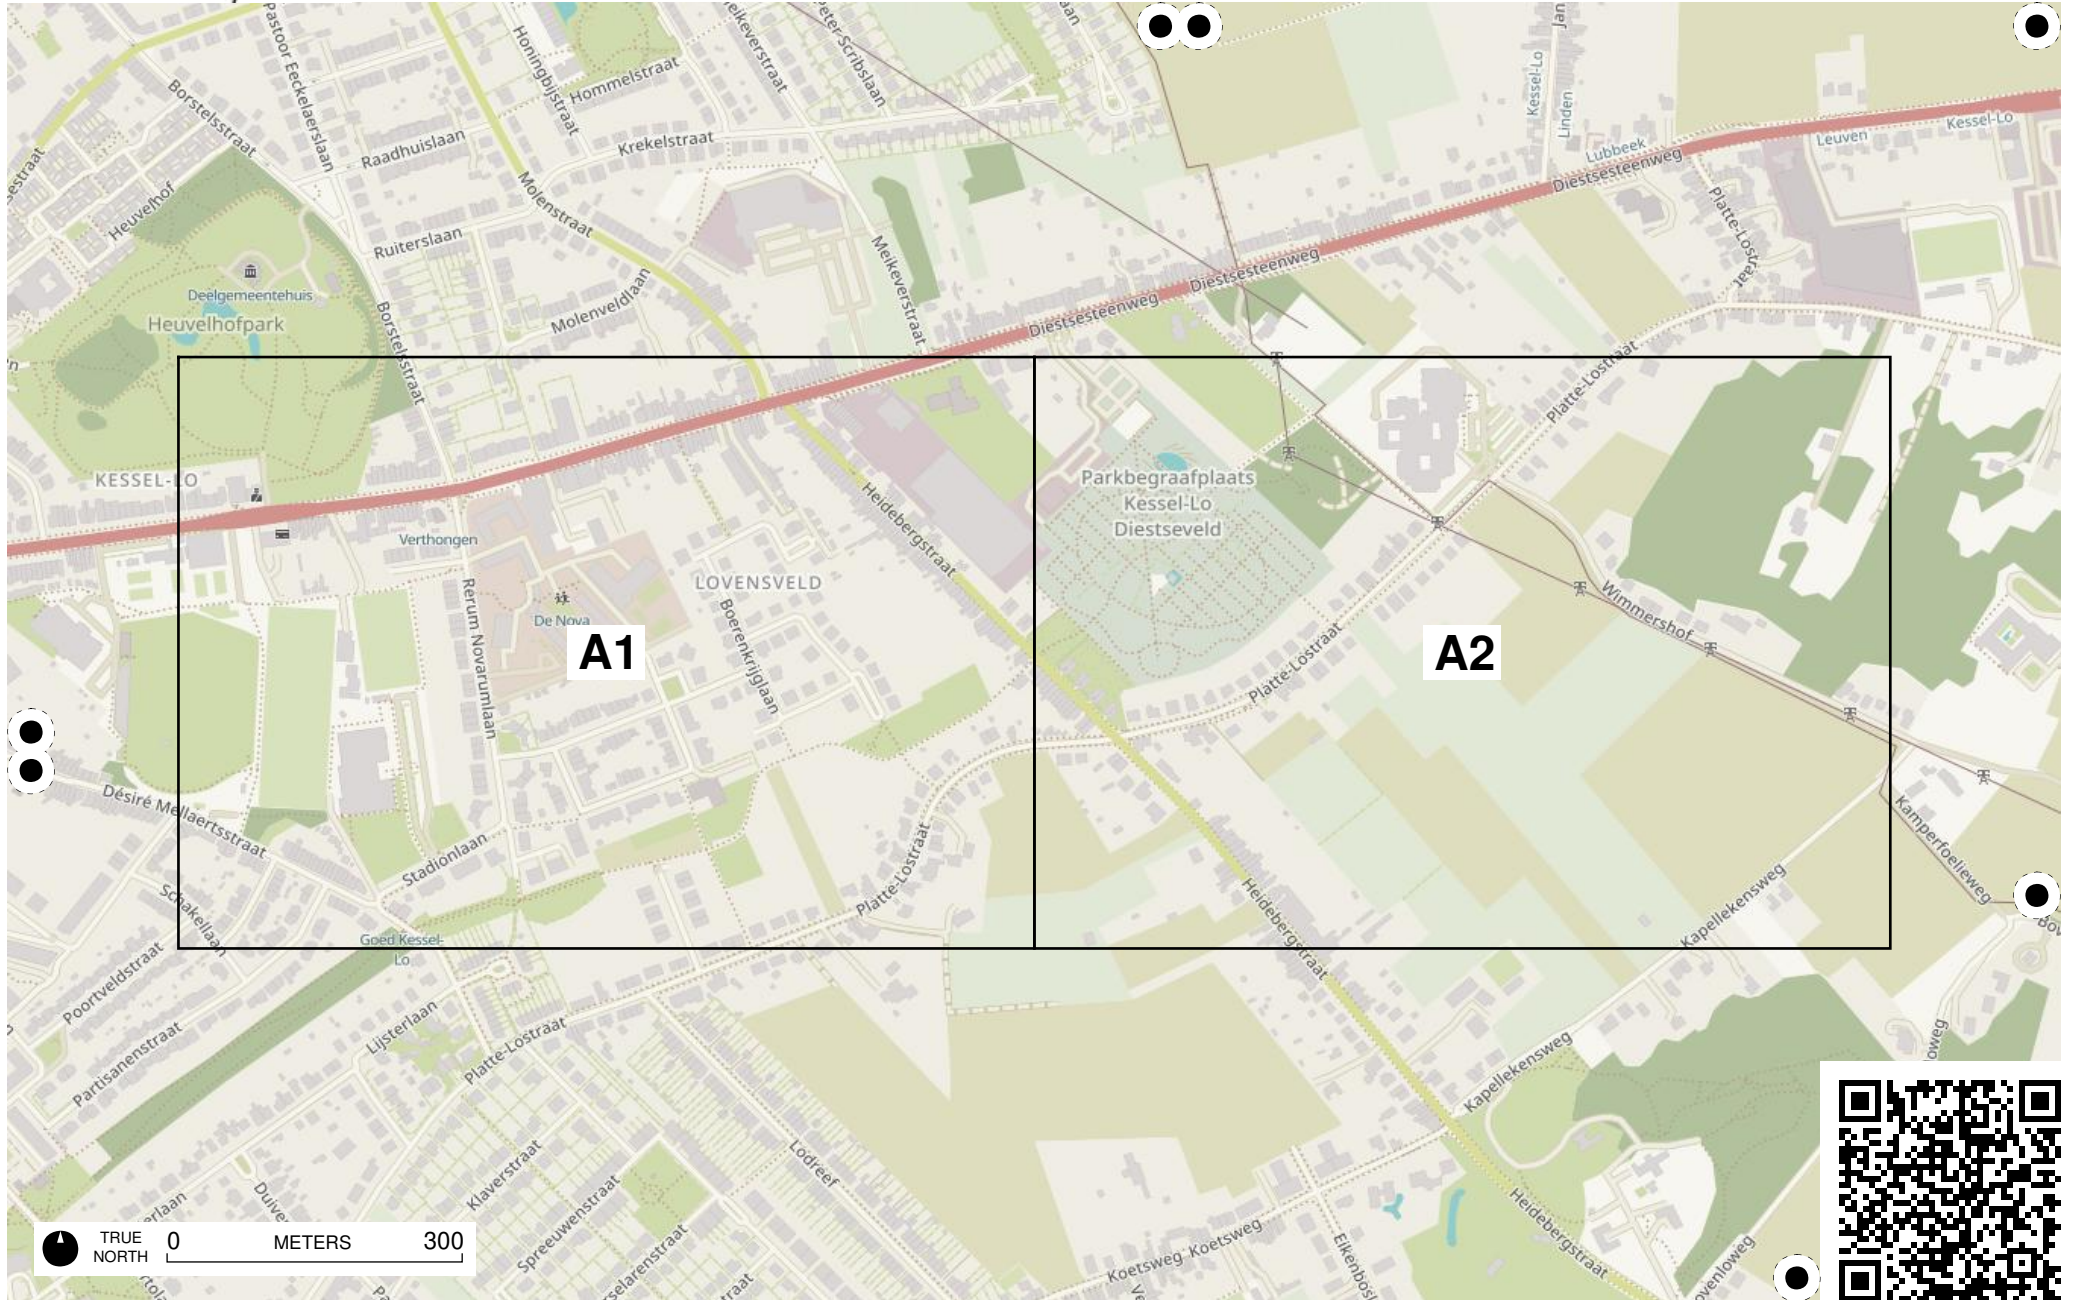 Pastoor Eeckelaerslaan
Honingbijstraat
Hommelstraat
Kessel-Lo
Linden
Borstelsstraat
Raadhuislaan
Krekelstraat
Molenstraat
Heuvelhof
Ruiterslaan
Meikeverstraat
Lubbeek
Diestsesteenweg
Leuven
Kessel-Lo
Platte-Lostraat
Deelgemeentehuis
Heuvelhofpark
Borstelsstraat
Molenveldlaan
Diestsesteenweg
Diestsesteenweg
Platte-Lostraat
KESSEL-LO
Verthongen
Heidebergstraat
Parkbegraafplaats
Kessel-Lo
Diestseveld
LOVENSVELD
De Nova
Rerum Novarumlaan
Boerenkrijglaan
Wimmershof
A1
A2
Platte-Lostraat
Désiré Mellaertsstraat
Stadionlaan
Platte-Lostraat
Kamperfoelieweg
Schakellaan
Heidebergstraat
Kapellekensweg
Goed Kessel-
Lo
Poortveldstraat
Partisanenstraat
Lijsterlaan
Platte-Lostraat
Kapellekensweg
Klaverstraat
Lodreef
Spreeuwenstraat
Heidebergstraat
Koetsweg
Koetsweg
TRUE
NORTH
0
METERS
300